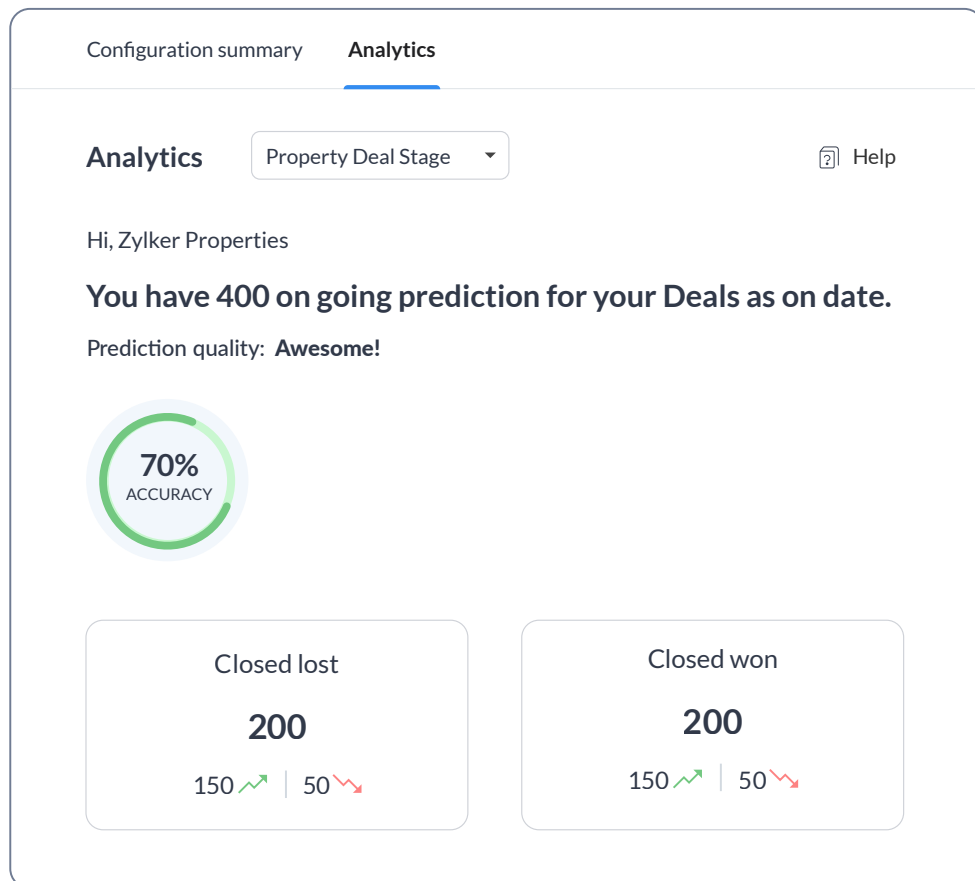 Configuration summary Analytics
Analytics Property Deal Stage ? Help
Hi, Zylker Properties
You have 400 on going prediction for your Deals as on date.
Prediction quality: Awesome!
70%
ACCURACY
Closed lost
200
150 50
Closed won
200
150 50